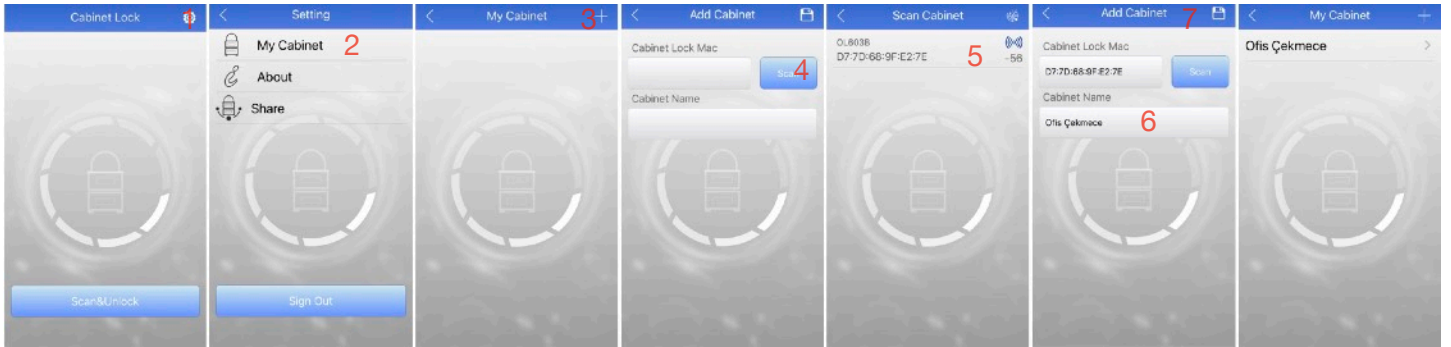 Cabinet Lock 1
Scan&Unlock
< Setting
My Cabinet 2
About
Share
Sign Out
< My Cabinet 3 +
< Add Cabinet
Cabinet Lock Mac
Scan 4
Cabinet Name
< Scan Cabinet
OL6038
D7:7D:68:9F:E2:7E 5 -56
< Add Cabinet 7
Cabinet Lock Mac
D7:7D:68:9F:E2:7E Scan
Cabinet Name
Ofis Çekmece 6
< My Cabinet +
Ofis Çekmece >